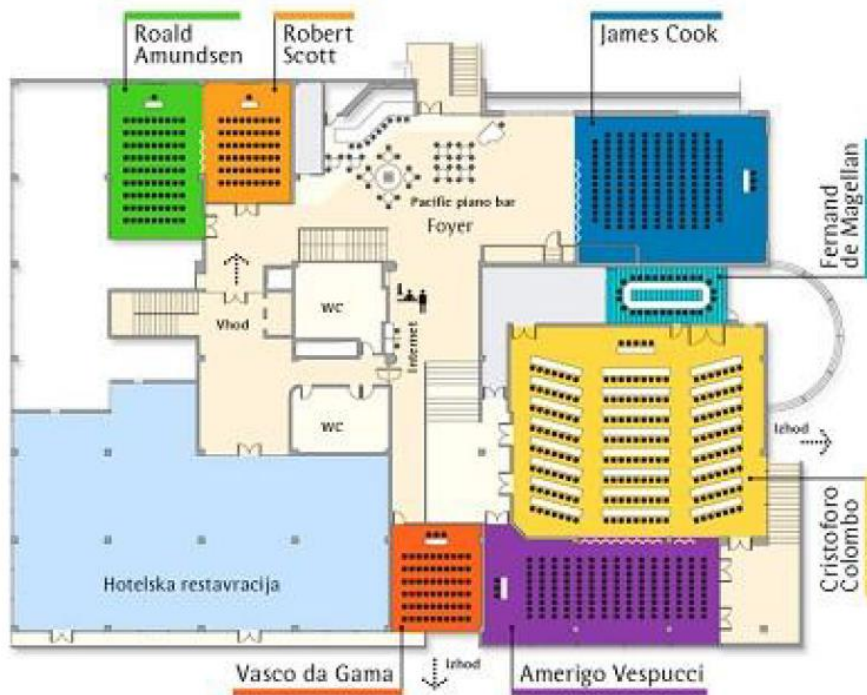 Roald
Amundsen
Robert
Scott
James Cook
Fernand
de Magellan
Pacific piano bar
Foyer
Vhod
WC
Internet
WC
Izhod
Cristoforo
Colombo
Hotelska restavracija
Vasco da Gama
Izhod
Amerigo Vespucci